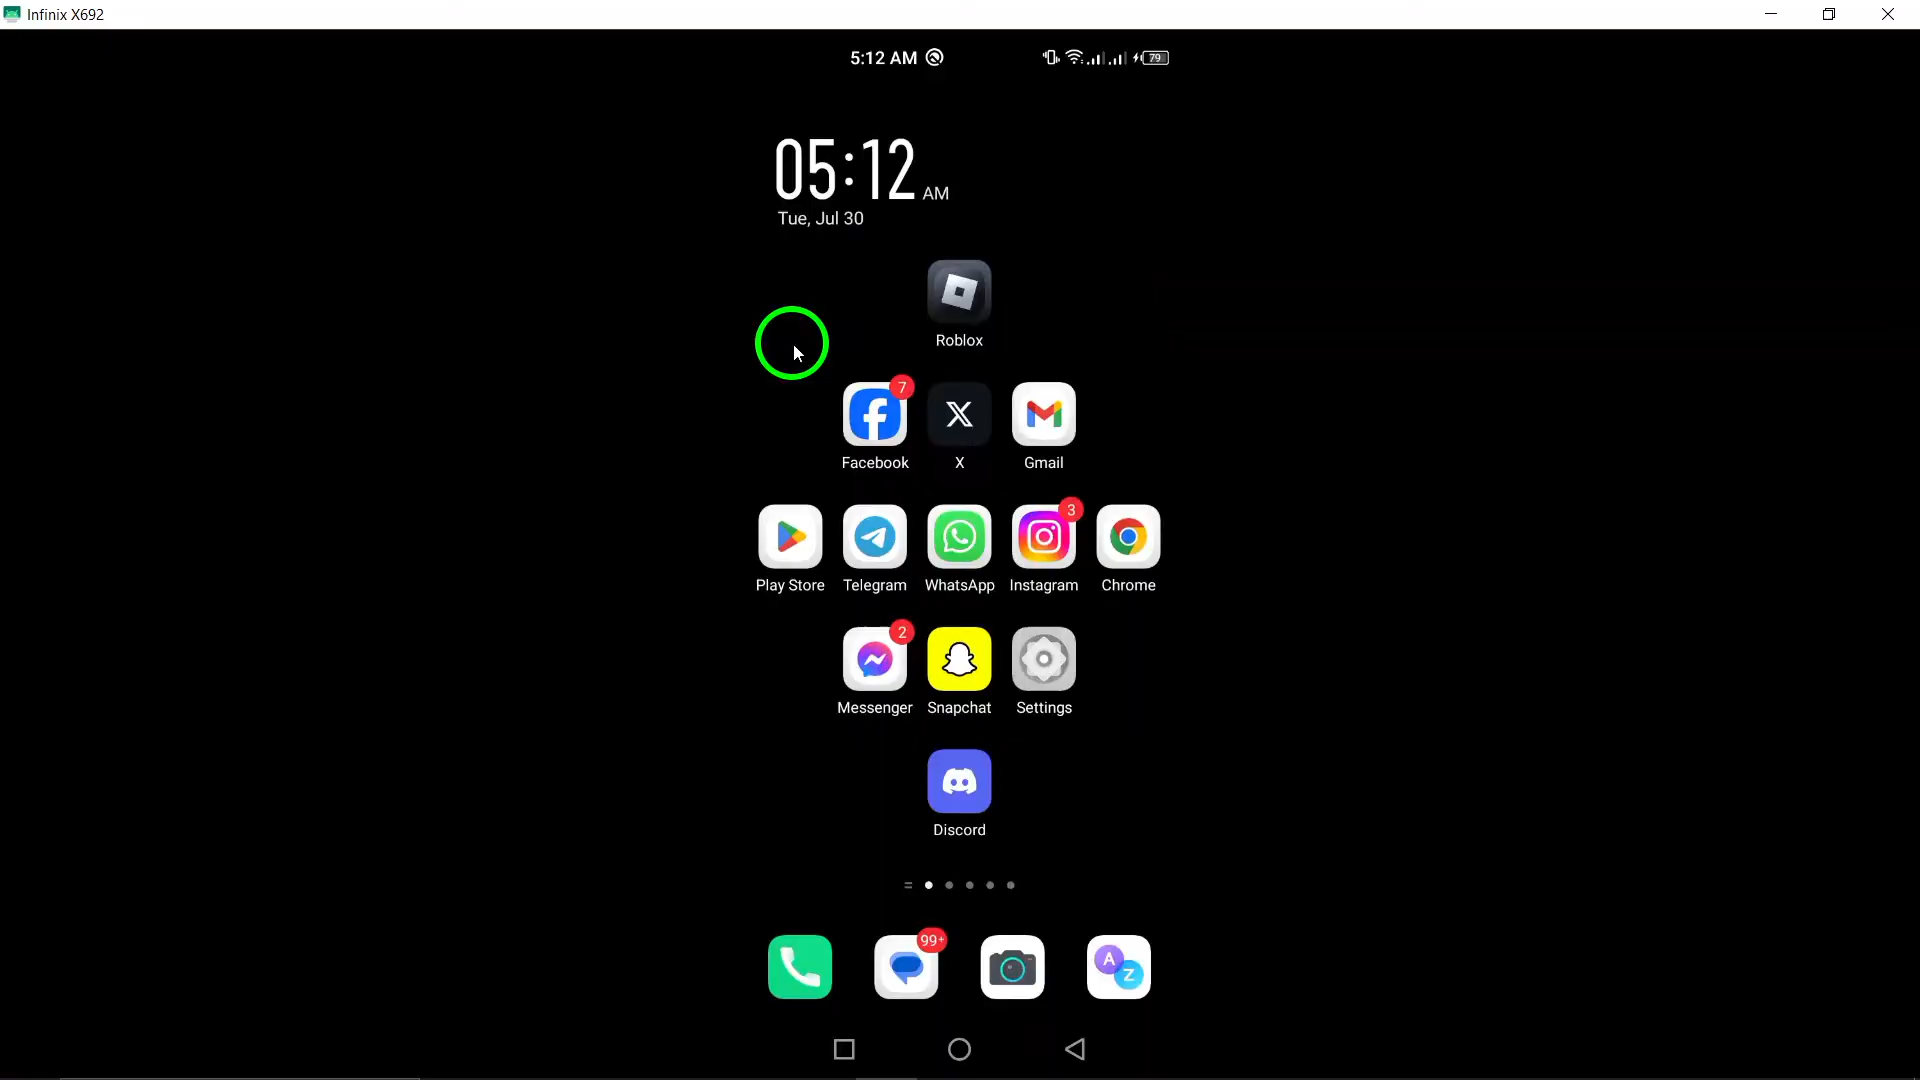 Infinix X692
5:12 AM
79
05:12 AM
Tue, Jul 30
Roblox
7
Facebook
X
Gmail
3
Play Store
Telegram
WhatsApp
Instagram
Chrome
2
Messenger
Snapchat
Settings
Discord
99+
A
Z